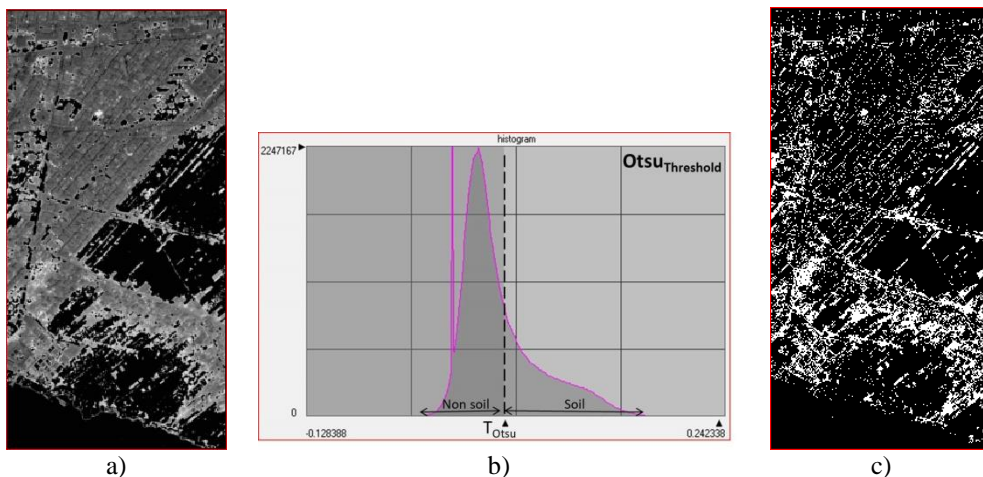 histogram
2247167
Otsu_Threshold
Non soil
Soil
0
-0.128388
T_Otsu
0.242338
a)
b)
c)